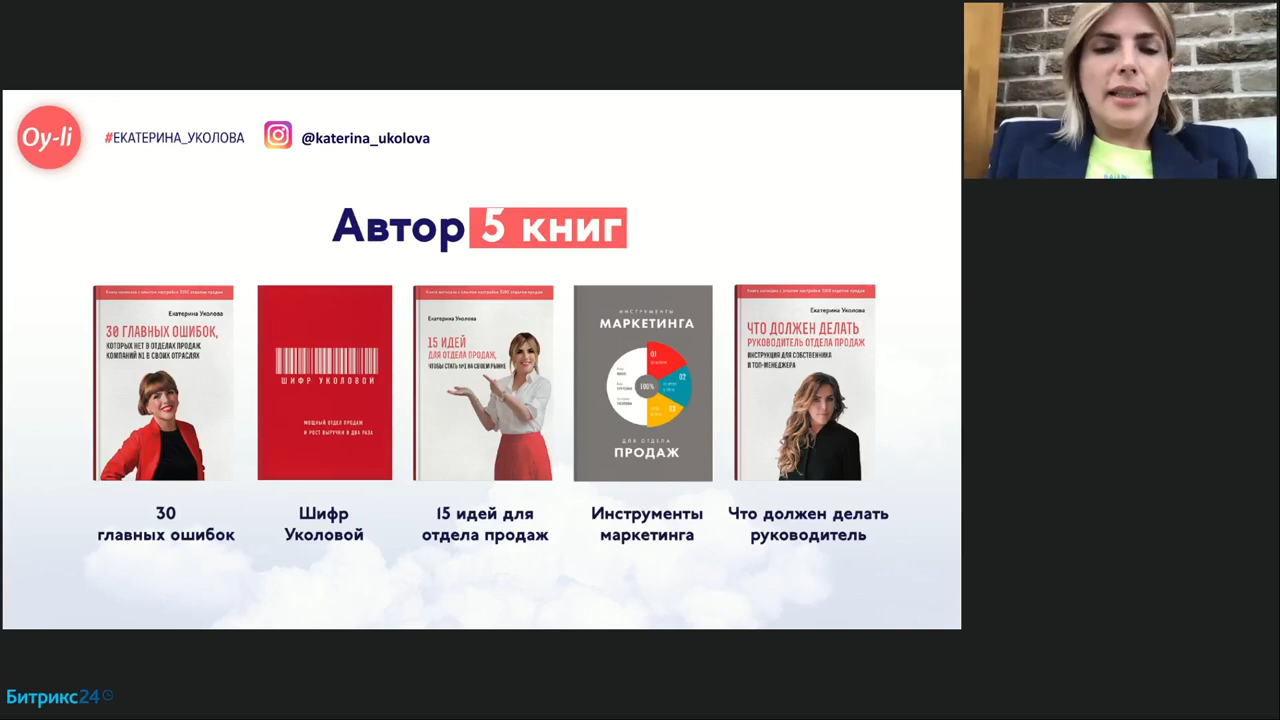 Oy-li
#ЕКАТЕРИНА_УКОЛОВА
@katerina_ukolova
Автор 5 книг
Екатерина Уколова
30 ГЛАВНЫХ ОШИБОК,
КОТОРЫХ НЕТ В ОТДЕЛАХ ПРОДАЖ
КОМПАНИЙ N1 В СВОИХ ОТРАСЛЯХ
ШИФР УКОЛОВОЙ
МОЩНЫЙ ОТДЕЛ ПРОДАЖ
И РОСТ ВЫРУЧКИ В ДВА РАЗА
Екатерина Уколова
15 ИДЕЙ
ДЛЯ ОТДЕЛА ПРОДАЖ,
ЧТОБЫ СТАТЬ №1 НА СВОЕМ РЫНКЕ
ИНСТРУМЕНТЫ
МАРКЕТИНГА
01
02
03
100%
ДЛЯ ОТДЕЛА
ПРОДАЖ
Екатерина Уколова
ЧТО ДОЛЖЕН ДЕЛАТЬ
РУКОВОДИТЕЛЬ ОТДЕЛА ПРОДАЖ
ИНСТРУКЦИЯ ДЛЯ СОБСТВЕННИКА
И ТОП-МЕНЕДЖЕРА
30
главных ошибок
Шифр
Уколовой
15 идей для
отдела продаж
Инструменты
маркетинга
Что должен делать
руководитель
Битрикс24